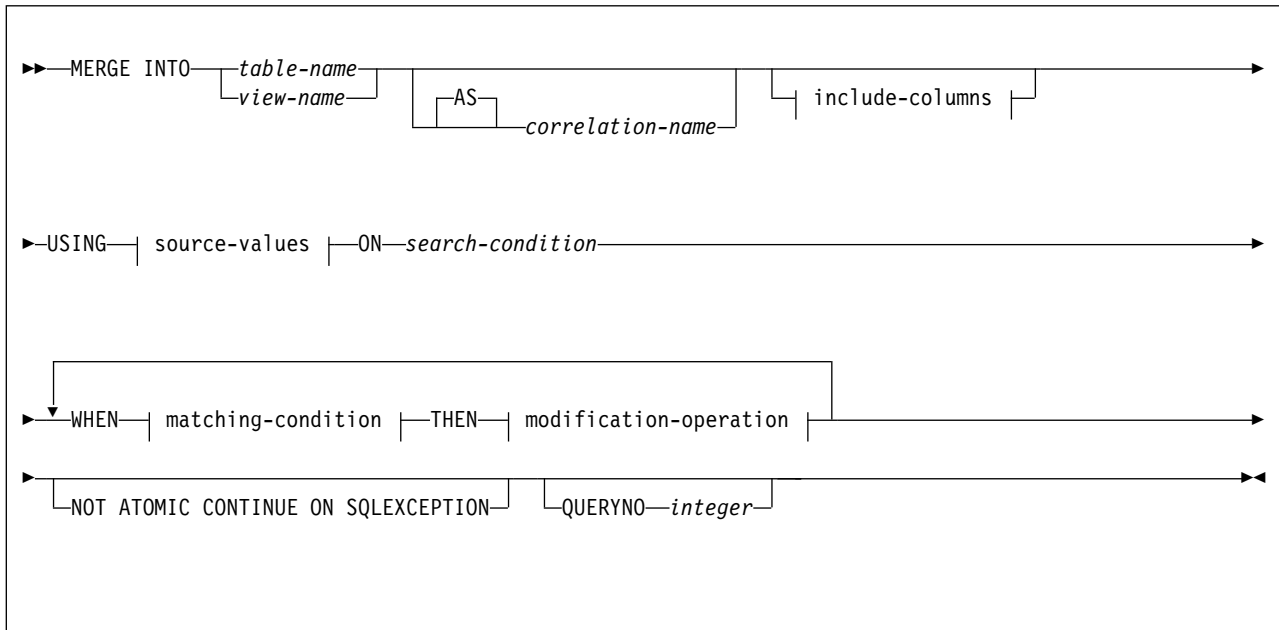 MERGE INTO table-name
view-name
AS
correlation-name
include-columns
USING source-values ON search-condition
WHEN matching-condition THEN modification-operation
NOT ATOMIC CONTINUE ON SQLEXCEPTION
QUERYNO integer